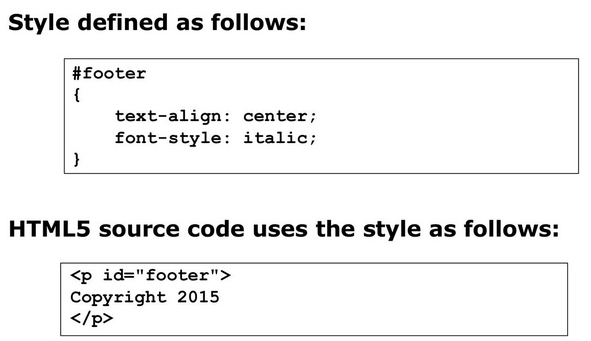 Style defined as follows:
#footer
{
    text-align: center;
    font-style: italic;
}
HTML5 source code uses the style as follows:
<p id="footer">
Copyright 2015
</p>